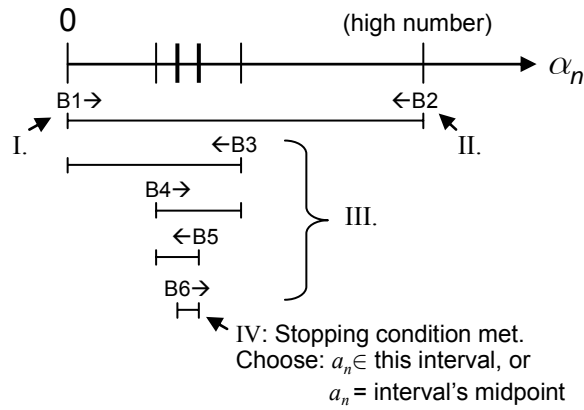 0 (high number)
αₙ
B1→ ←B2
I. II.
←B3
B4→
III.
←B5
B6→
IV: Stopping condition met.
Choose: aₙ∈ this interval, or
aₙ = interval's midpoint